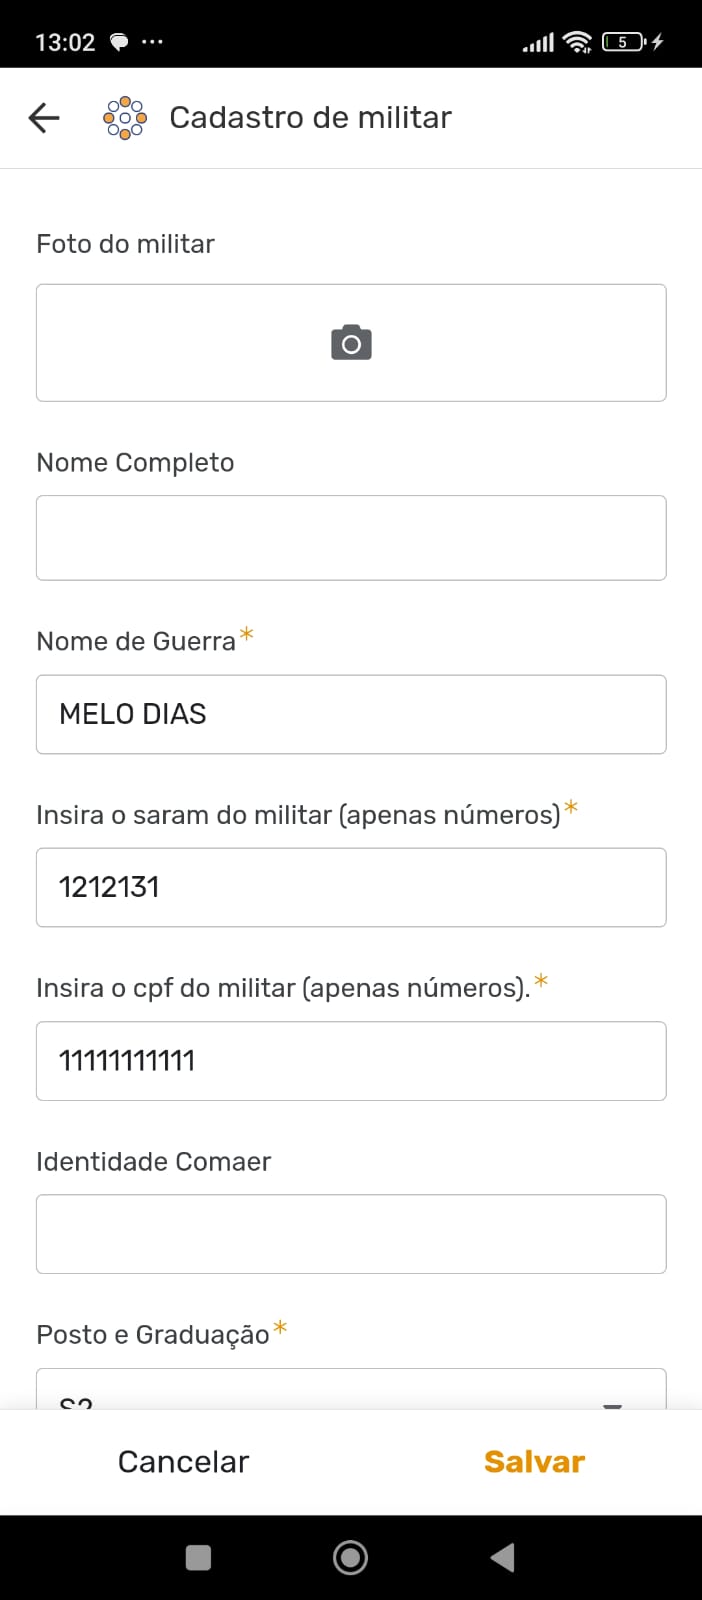 13:02
5
Cadastro de militar
Foto do militar
Nome Completo
Nome de Guerra*
MELO DIAS
Insira o saram do militar (apenas números)*
1212131
Insira o cpf do militar (apenas números).*
11111111111
Identidade Comaer
Posto e Graduação*
S2
Cancelar Salvar